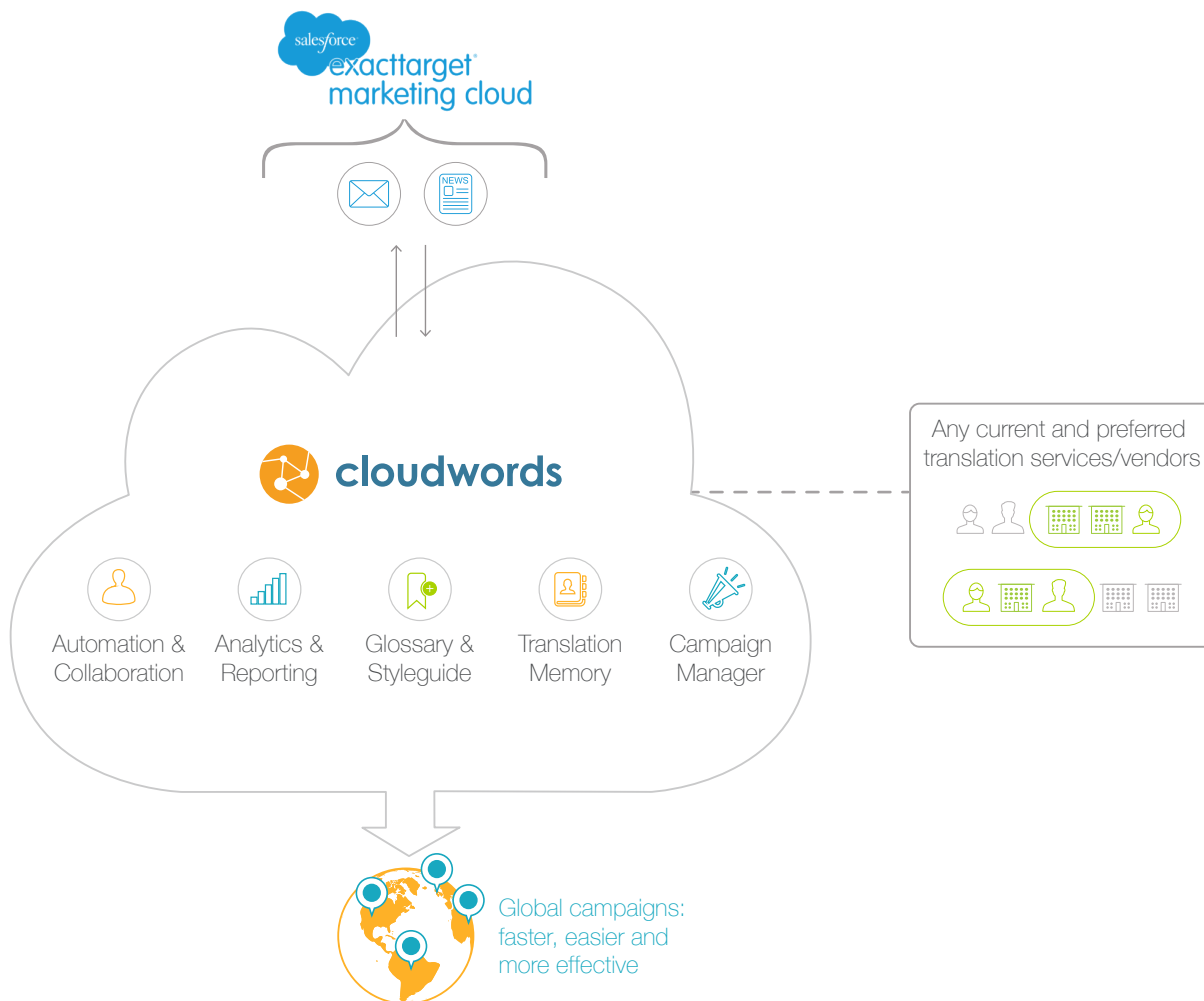 salesforce
exacttarget
marketing cloud
NEWS
cloudwords
Any current and preferred
translation services/vendors
Automation &
Collaboration
Analytics &
Reporting
Glossary &
Styleguide
Translation
Memory
Campaign
Manager
Global campaigns:
faster, easier and
more effective